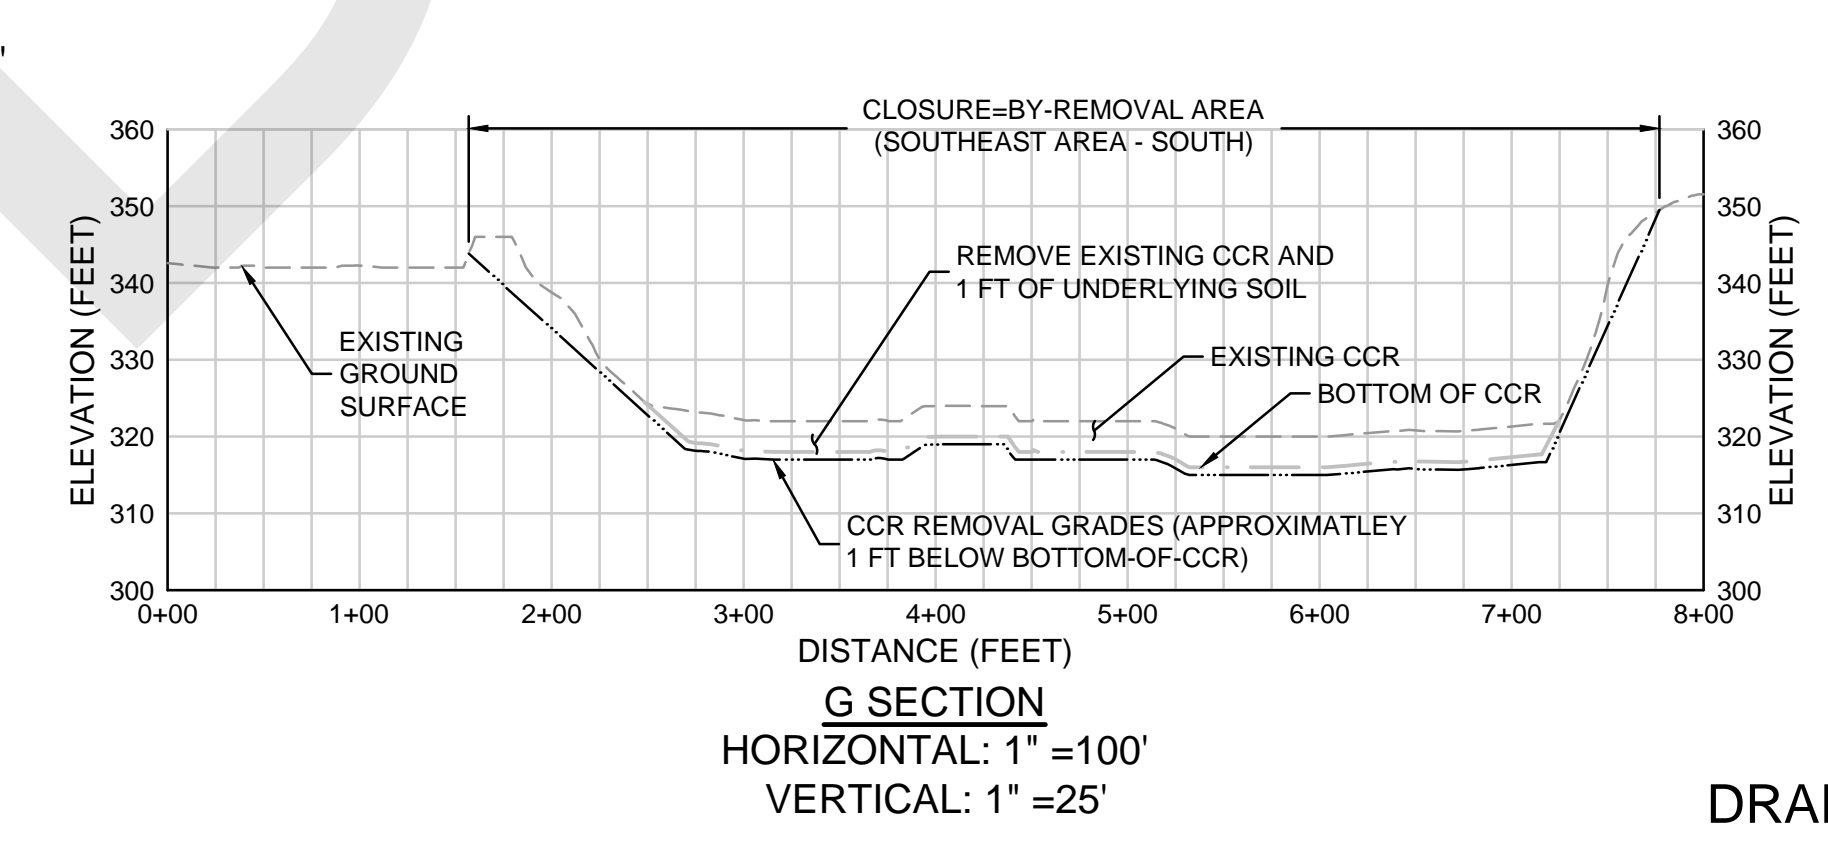 CLOSURE=BY-REMOVAL AREA
(SOUTHEAST AREA - SOUTH)
360
350
340
330
320
310
300
ELEVATION (FEET)
REMOVE EXISTING CCR AND
1 FT OF UNDERLYING SOIL
EXISTING
GROUND
SURFACE
EXISTING CCR
BOTTOM OF CCR
CCR REMOVAL GRADES (APPROXIMATLEY
1 FT BELOW BOTTOM-OF-CCR)
360
350
340
330
320
310
300
ELEVATION (FEET)
0+00 1+00 2+00 3+00 4+00 5+00 6+00 7+00 8+00
DISTANCE (FEET)
G SECTION
HORIZONTAL: 1" =100'
VERTICAL: 1" =25'